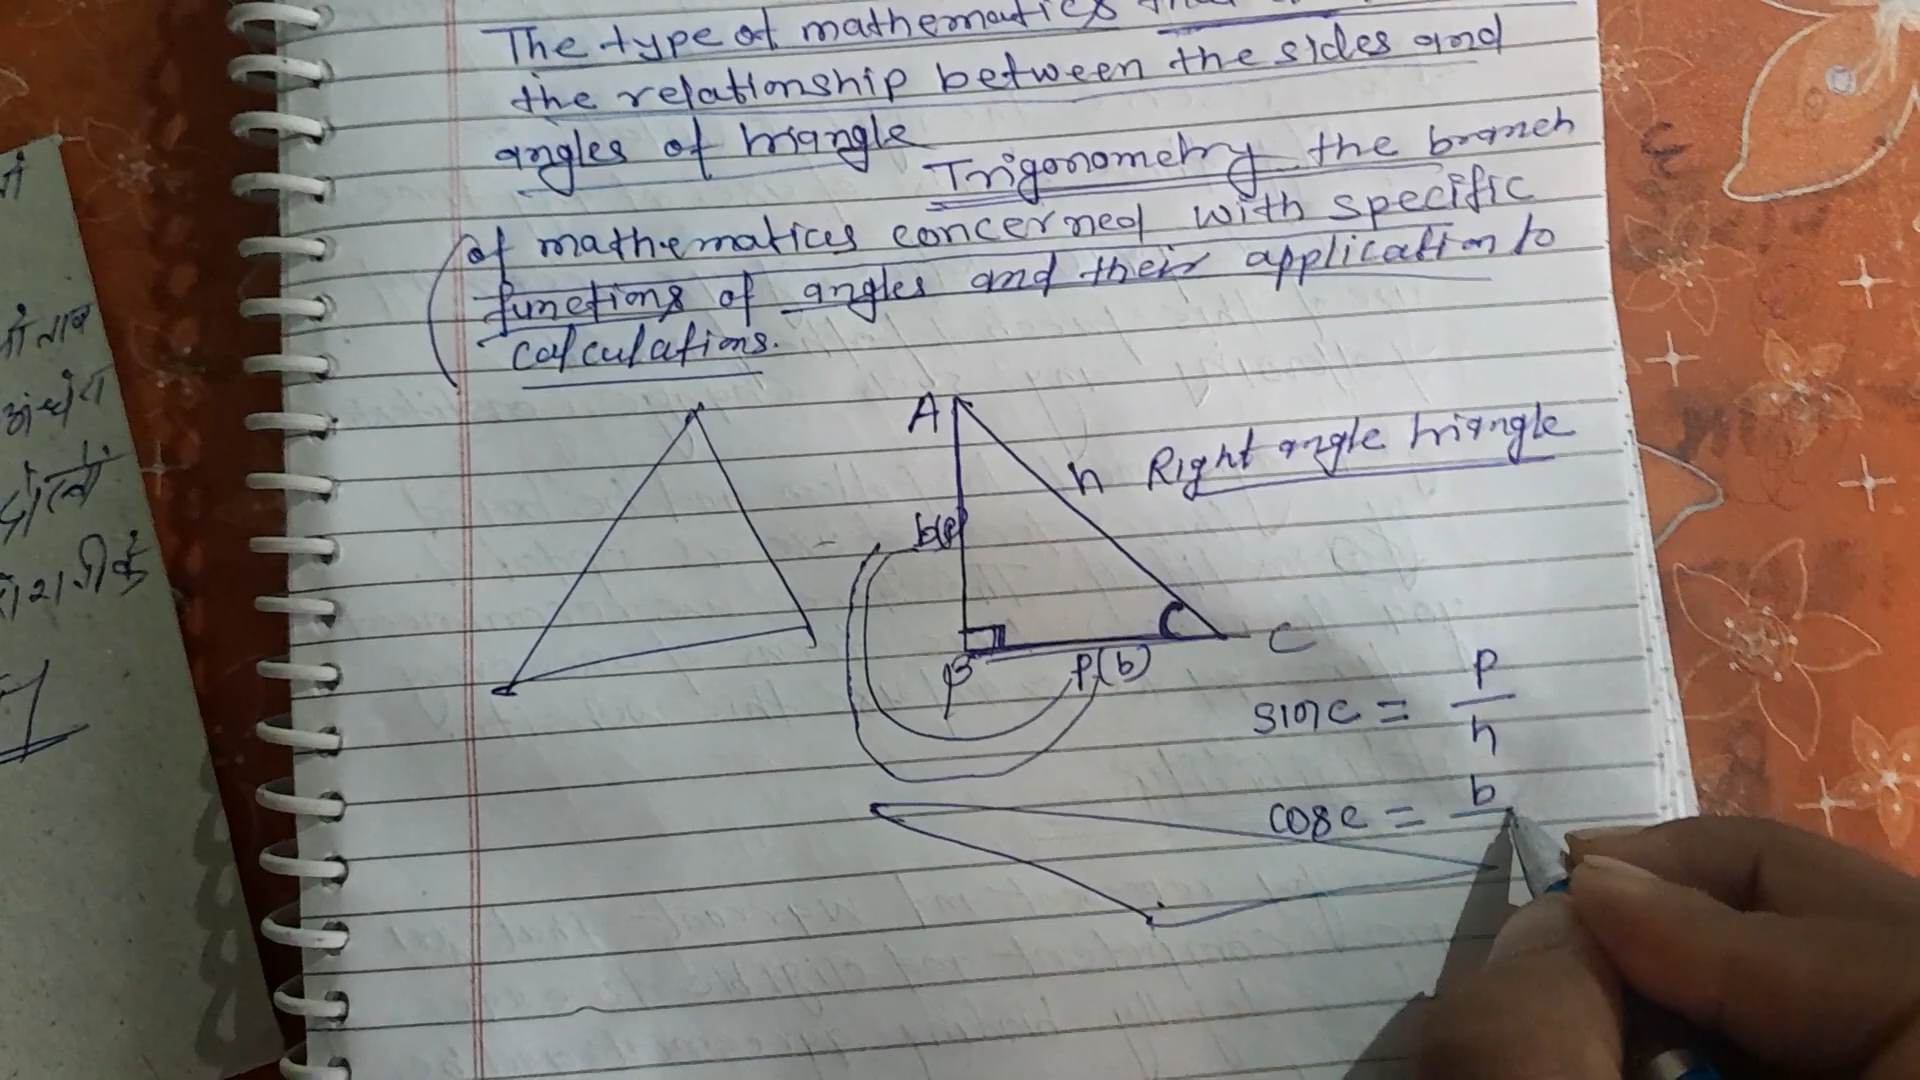 The type of mathematics
the relationship between the sides and
angles of triangle
Trigonometry the branch
of mathematics concerned with specific
functions of angles and their application to
calculations.
A
h Right angle triangle
b(p)
B
P(b)
C
sinc = P/h
cosc = b